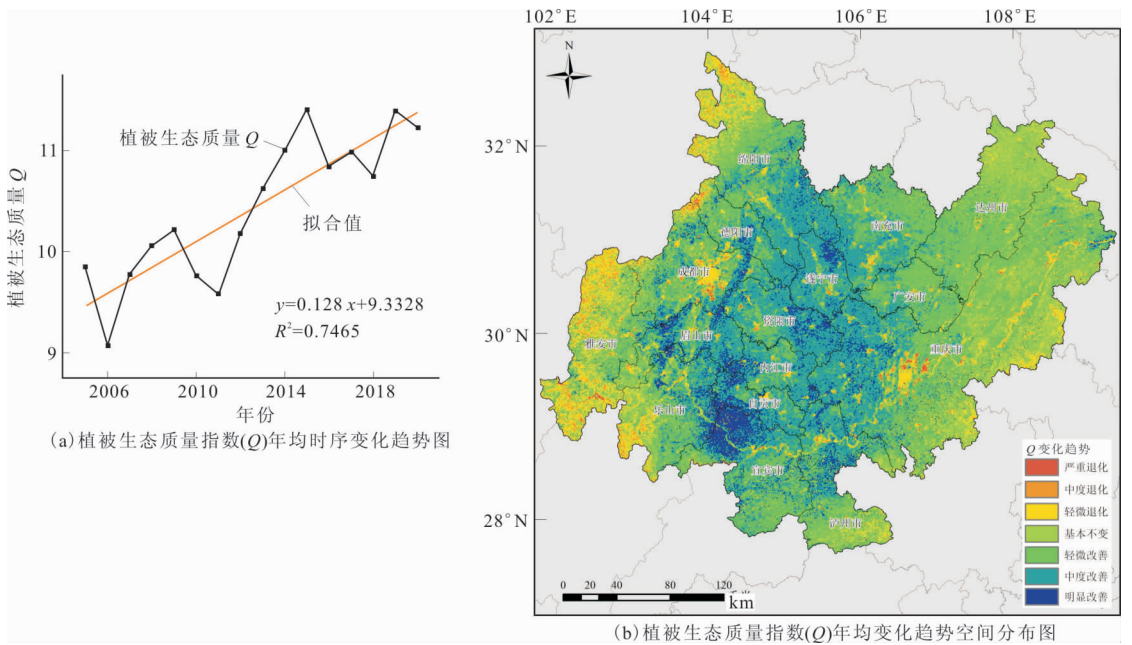 102°E
104°E
106°E
108°E
N
植被生态质量 Q
11
10
9
植被生态质量 Q
拟合值
y=0.128 x+9.3328
R²=0.7465
2006
2010
2014
2018
年份
(a)植被生态质量指数(Q)年均时序变化趋势图
32°N
30°N
28°N
绵阳市
德阳市
成都市
南充市
达州市
遂宁市
广安市
资阳市
眉山市
雅安市
重庆市
内江市
自贡市
乐山市
宜宾市
泸州市
Q 变化趋势
严重退化
中度退化
轻微退化
基本不变
轻微改善
中度改善
明显改善
0 20 40 80 120
km
(b)植被生态质量指数(Q)年均变化趋势空间分布图